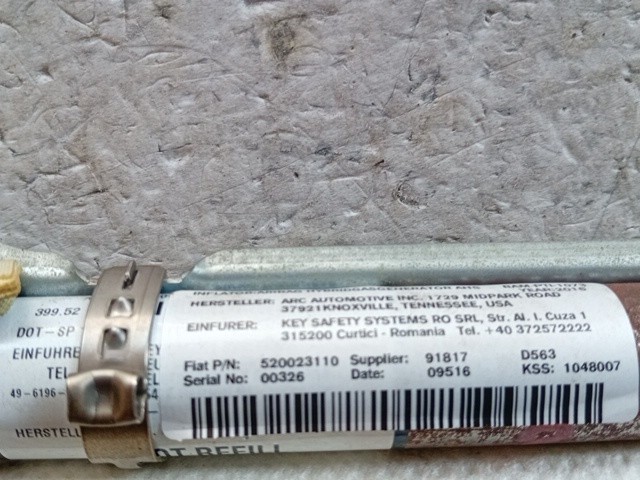 HERSTELLER: ARC AUTOMOTIVE INC. 1729 MIDPARK ROAD
37921KNOXVILLE, TENNESSEE, USA
EINFURER: KEY SAFETY SYSTEMS RO SRL, Str. Al. I. Cuza 1
315200 Curtici - Romania Tel. +40 372572222
Fiat P/N: 520023110 Supplier: 91817 D563
Serial No: 00326 Date: 09516 KSS: 1048007
399.52
DOT-SP
EINFUHRE
TEL
49-6196-
HERSTELL
OT REFILL